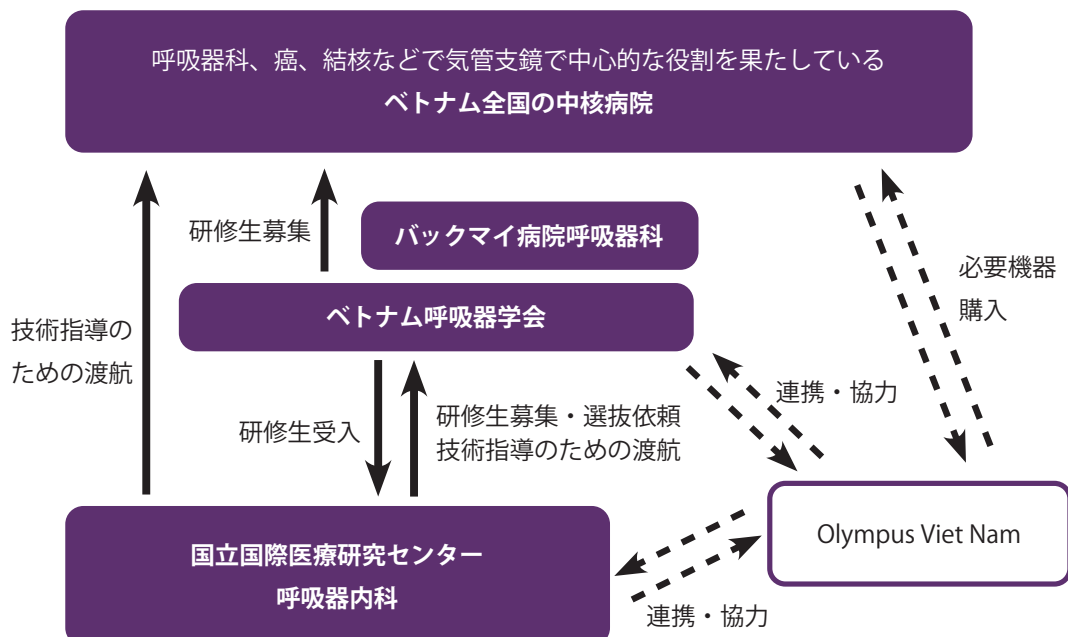 呼吸器科、癌、結核などで気管支鏡で中心的な役割を果たしている
ベトナム全国の中核病院
研修生募集
バックマイ病院呼吸器科
必要機器
購入
ベトナム呼吸器学会
技術指導の
ための渡航
連携・協力
研修生受入
研修生募集・選抜依頼
技術指導のための渡航
Olympus Viet Nam
国立国際医療研究センター
呼吸器内科
連携・協力